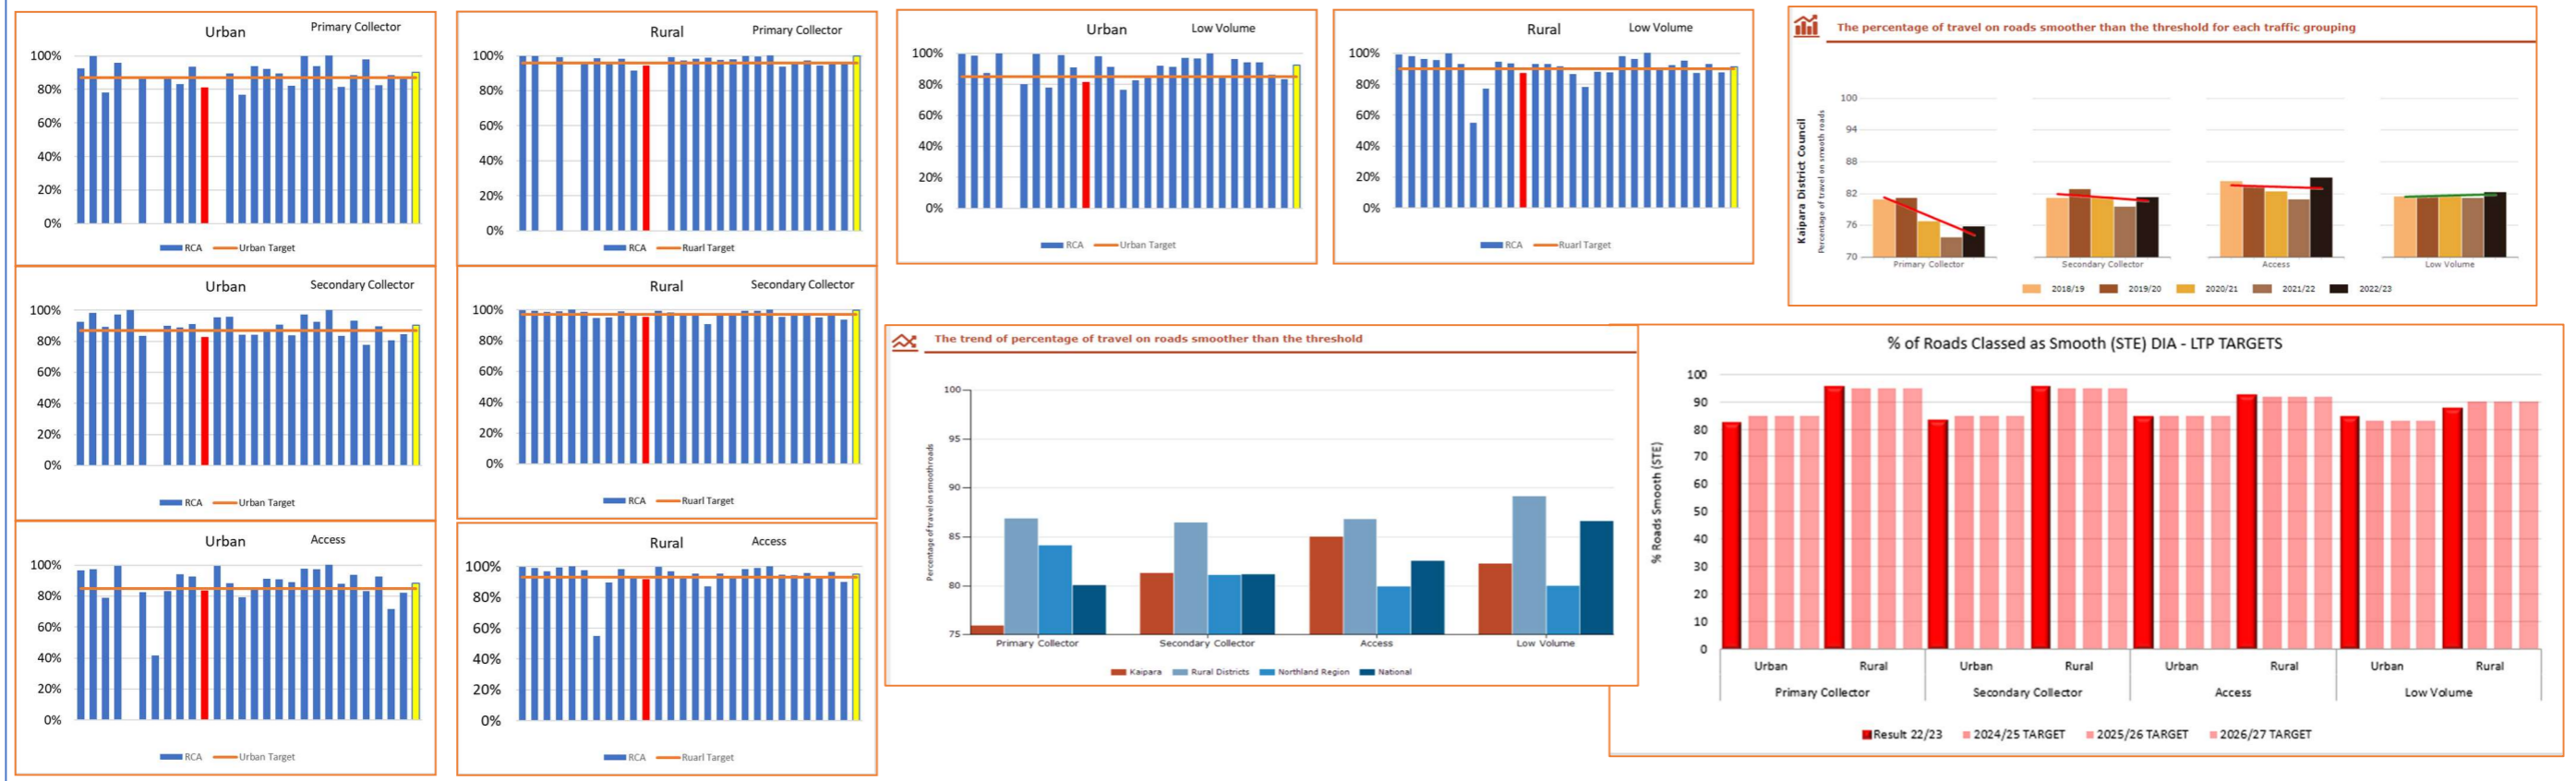 Urban
Primary Collector
100%
80%
60%
40%
20%
0%
RCA
Urban Target
Rural
Primary Collector
100%
80%
60%
40%
20%
0%
RCA
Ruarl Target
Urban
Low Volume
100%
80%
60%
40%
20%
0%
RCA
Urban Target
Rural
Low Volume
100%
80%
60%
40%
20%
0%
RCA
Ruarl Target
The percentage of travel on roads smoother than the threshold for each traffic grouping
Kaipara District Council
Percentage of travel on smooth roads
100
94
88
82
76
70
Primary Collector
Secondary Collector
Access
Low Volume
2018/19
2019/20
2020/21
2021/22
2022/23
Urban
Secondary Collector
100%
80%
60%
40%
20%
0%
RCA
Urban Target
Rural
Secondary Collector
100%
80%
60%
40%
20%
0%
RCA
Ruarl Target
The trend of percentage of travel on roads smoother than the threshold
Percentage of travel on smoothroads
100
95
90
85
80
75
Primary Collector
Secondary Collector
Access
Low Volume
Kaipara
Rural Districts
Northland Region
National
% of Roads Classed as Smooth (STE) DIA - LTP TARGETS
% Roads Smooth (STE)
100
90
80
70
60
50
40
30
20
10
0
Urban
Rural
Urban
Rural
Urban
Rural
Urban
Rural
Primary Collector
Secondary Collector
Access
Low Volume
Result 22/23
2024/25 TARGET
2025/26 TARGET
2026/27 TARGET
Urban
Access
100%
80%
60%
40%
20%
0%
RCA
Urban Target
Rural
Access
100%
80%
60%
40%
20%
0%
RCA
Ruarl Target